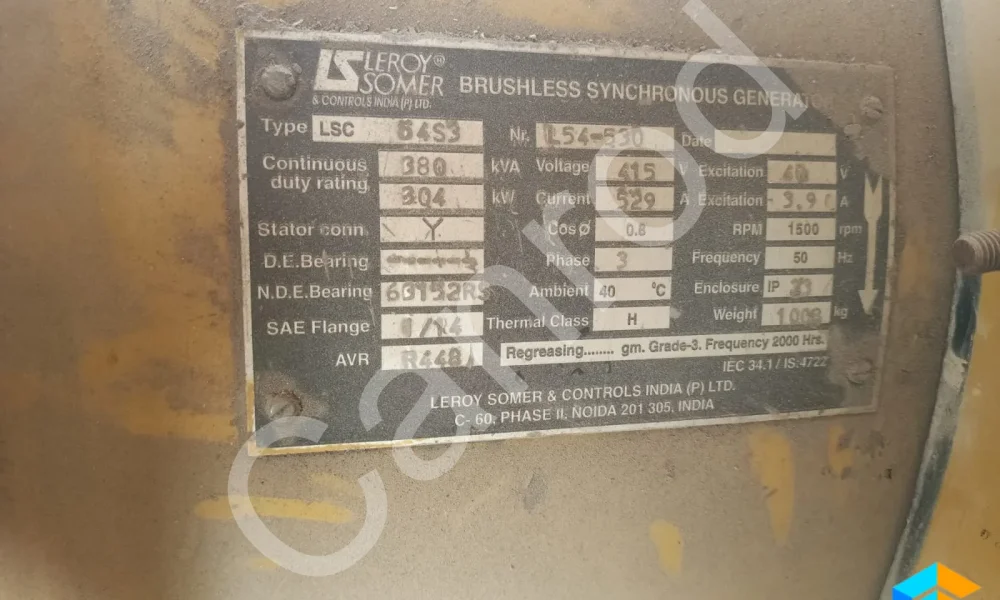 LS LEROY SOMER
& CONTROLS INDIA (P) LTD.
BRUSHLESS SYNCHRONOUS
Type LSC 54S3 Nr. L54-530 Date
Continuous duty rating 380 kVA Voltage 415 V Excitation 40 V
304 kW Current 529 A Excitation 3.9 A
Stator conn. Y Cos Ø 0.8 RPM 1500 rpm
D.E.Bearing Phase 3 Frequency 50 Hz
N.D.E.Bearing Ambient 40 °C Enclosure IP
SAE Flange Thermal Class H Weight kg
AVR R448 Regreasing........ gm. Grade-3. Frequency 2000 Hrs.
IEC 34.1 / IS:4722
LEROY SOMER & CONTROLS INDIA (P) LTD.
C- 60, PHASE II, NOIDA 201 305, INDIA
Canrod